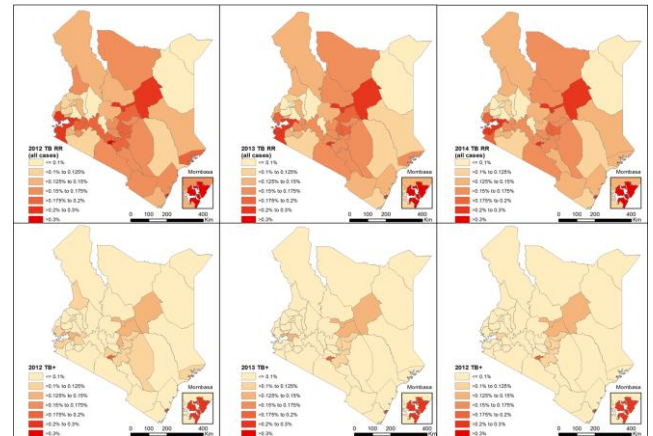 2012 TB RR
(all cases)
<= 0.1%
>0.1% to 0.125%
>0.125% to 0.15%
>0.15% to 0.175%
>0.175% to 0.2
>0.2% to 0.3%
>0.3%
Mombasa
0 100 200 400
Km
2013 TB RR
(all cases)
<= 0.1%
>0.1% to 0.125%
>0.125% to 0.15%
>0.15% to 0.175%
>0.175% to 0.2
>0.2% to 0.3%
>0.3%
Mombasa
0 100 200 400
Km
2014 TB RR
(all cases)
<= 0.1%
>0.1% to 0.125%
>0.125% to 0.15%
>0.15% to 0.175%
>0.175% to 0.2
>0.2% to 0.3%
>0.3%
Mombasa
0 100 200 400
Km
2012 TB+
<= 0.1%
>0.1% to 0.125%
>0.125% to 0.15%
>0.15% to 0.175%
>0.175% to 0.2
>0.2% to 0.3%
>0.3%
Mombasa
0 100 200 400
Km
2013 TB+
<= 0.1%
>0.1% to 0.125%
>0.125% to 0.15%
>0.15% to 0.175%
>0.175% to 0.2
>0.2% to 0.3%
>0.3%
Mombasa
0 100 200 400
Km
2012 TB+
<= 0.1%
>0.1% to 0.125%
>0.125% to 0.15%
>0.15% to 0.175%
>0.175% to 0.2
>0.2% to 0.3%
>0.3%
Mombasa
0 100 200 400
Km